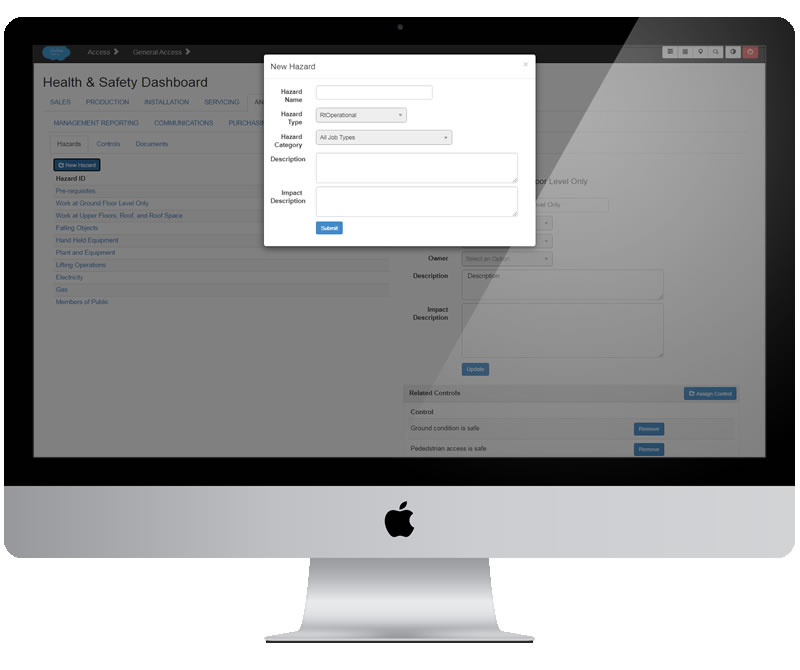 Access
General Access
Health & Safety Dashboard
SALES PRODUCTION INSTALLATION SERVICING AN
MANAGEMENT REPORTING COMMUNICATIONS PURCHASIN
Hazards Controls Documents
New Hazard
Hazard ID
Pre-requisites
Work at Ground Floor Level Only
Work at Upper Floors, Roof, and Roof Space
Falling Objects
Hand Held Equipment
Plant and Equipment
Lifting Operations
Electricity
Gas
Members of Public
New Hazard
×
Hazard Name
Hazard Type
RtOperational
Hazard Category
All Job Types
Description
Impact Description
Submit
oor Level Only
evel Only
Owner
Select an Option
Description
Description
Impact Description
Update
Related Controls
Assign Control
Control
Ground condition is safe
Remove
Pededstrian access is safe
Remove